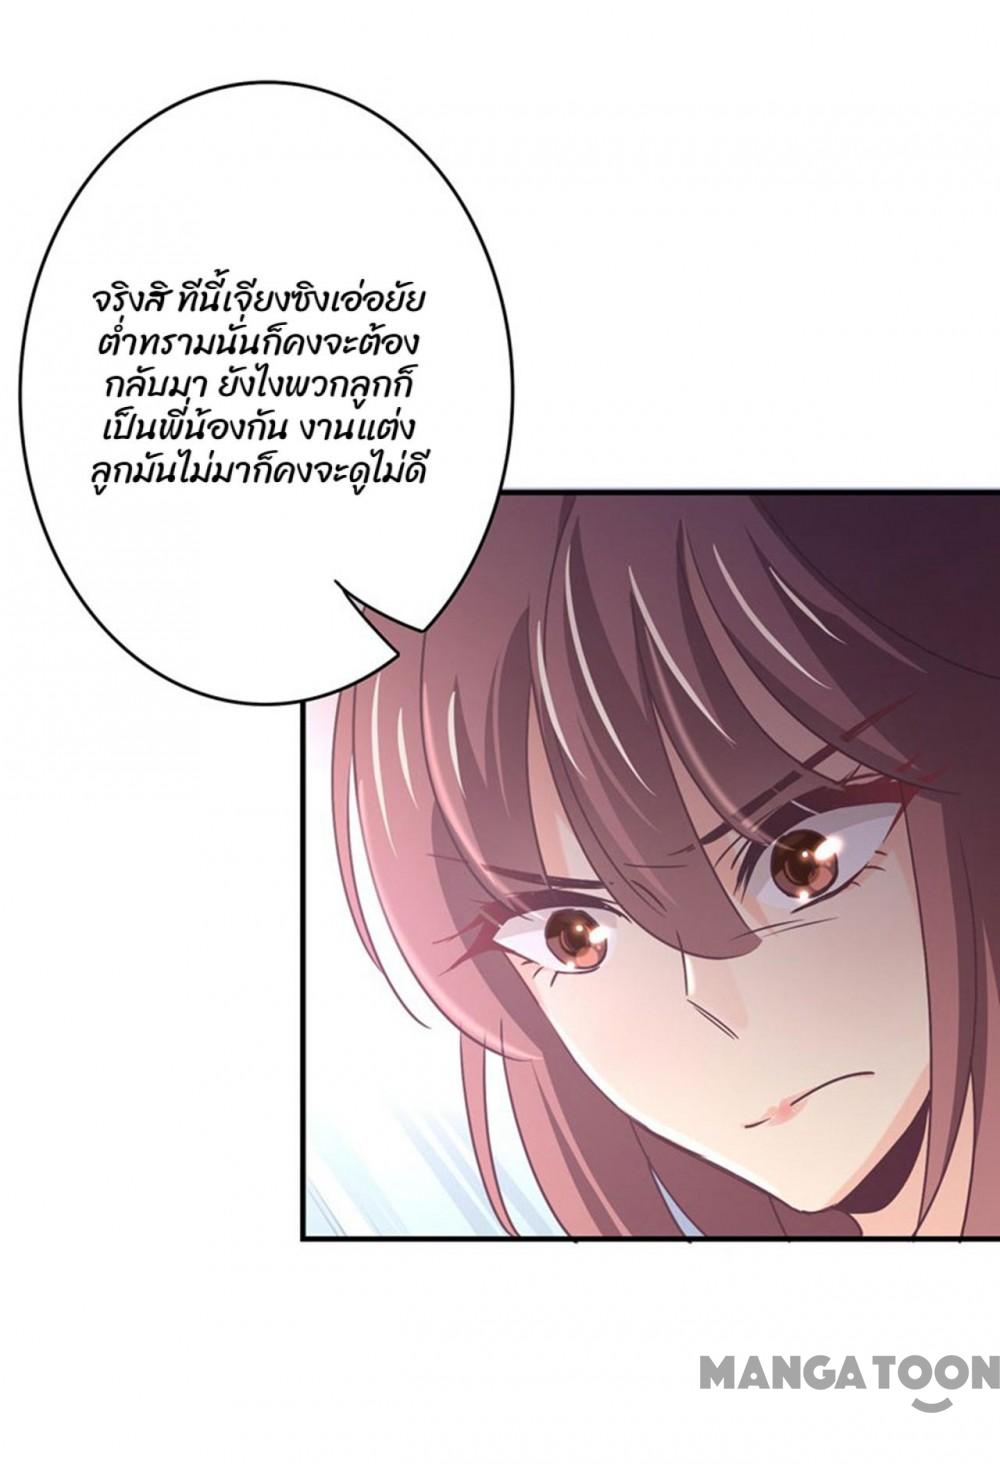 จริงสิ ทีนี้เจียงซิงเอ่อยัย
ต่ำทรามนั่นก็คงจะต้อง
กลับมา ยังไงพวกลูกก็
เป็นพี่น้องกัน งานแต่ง
ลูกมันไม่มาก็คงจะดูไม่ดี
MANGATOON